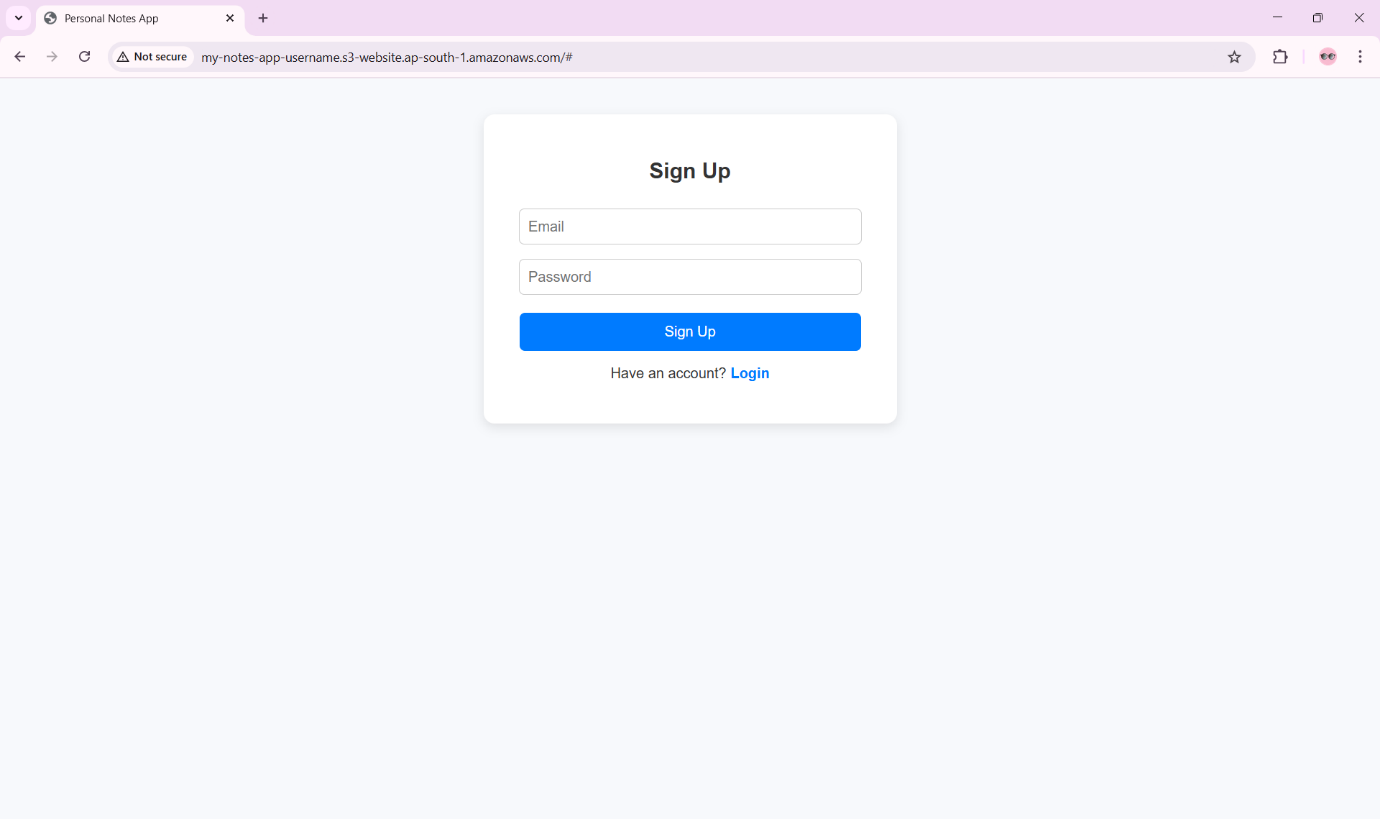 Personal Notes App
Not secure
my-notes-app-username.s3-website.ap-south-1.amazonaws.com/#
Sign Up
Email
Password
Sign Up
Have an account? Login